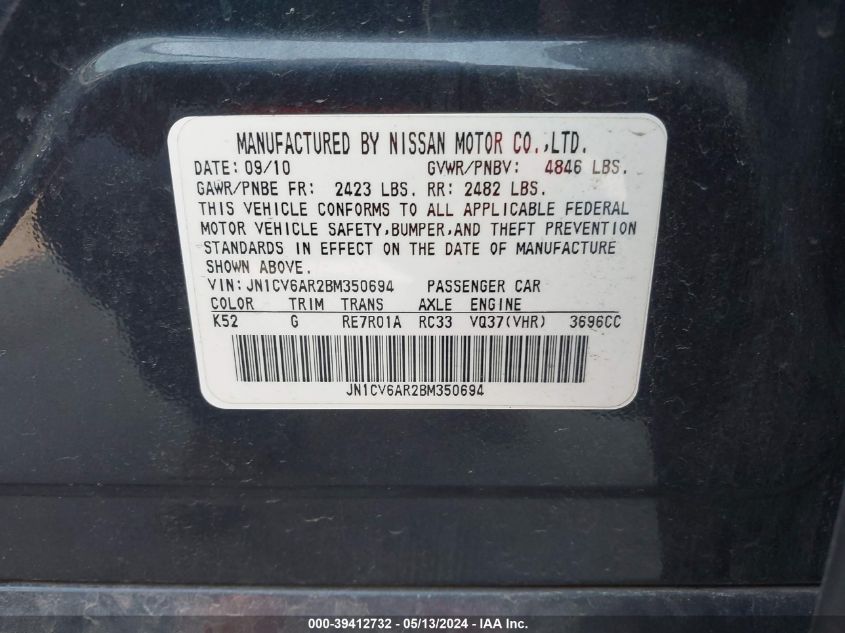 MANUFACTURED BY NISSAN MOTOR CO.,LTD.
DATE: 09/10 GVWR/PNBV: 4846 LBS.
GAWR/PNBE FR: 2423 LBS. RR: 2482 LBS.
THIS VEHICLE CONFORMS TO ALL APPLICABLE FEDERAL
MOTOR VEHICLE SAFETY,BUMPER,AND THEFT PREVENTION
STANDARDS IN EFFECT ON THE DATE OF MANUFACTURE
SHOWN ABOVE.
VIN:JN1CV6AR2BM350694 PASSENGER CAR
COLOR TRIM TRANS AXLE ENGINE
K52 G RE7R01A RC33 VQ37(VHR) 3696CC
JN1CV6AR2BM350694
000-39412732 - 05/13/2024 - IAA Inc.